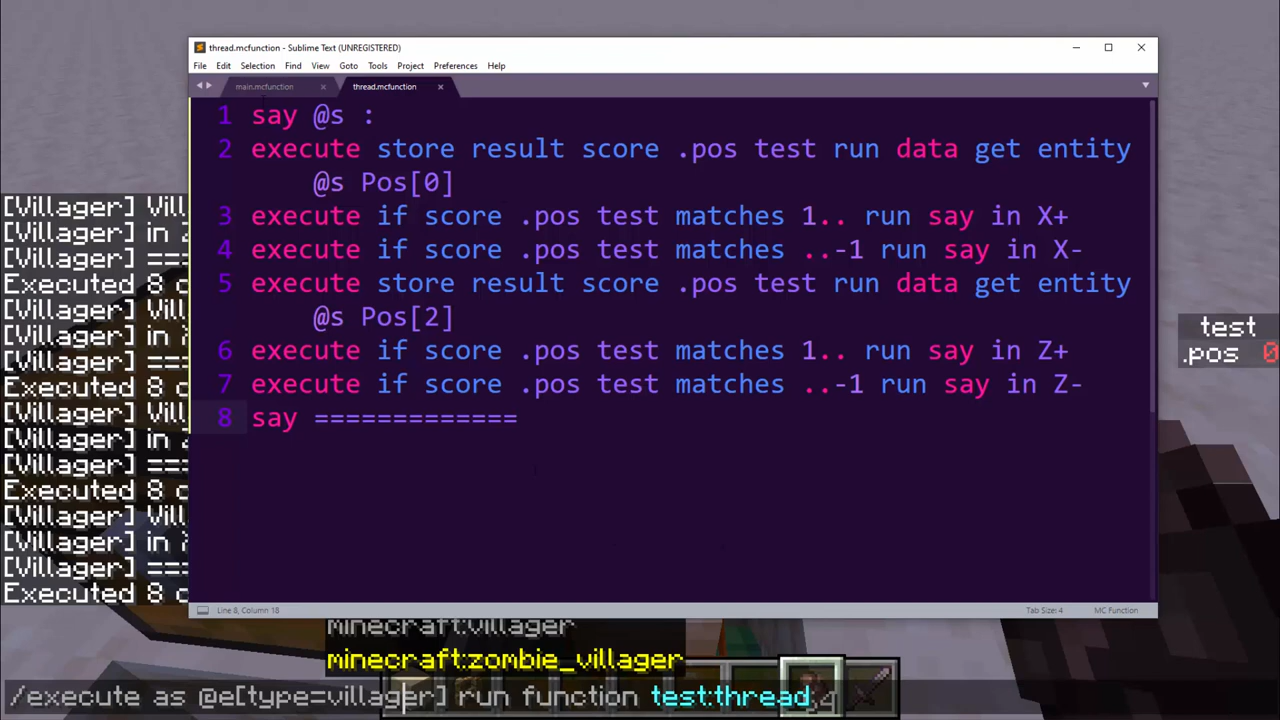 thread.mcfunction - Sublime Text (UNREGISTERED)
File Edit Selection Find View Goto Tools Project Preferences Help
main.mcfunction thread.mcfunction
1 say @s :
2 execute store result score .pos test run data get entity
@s Pos[0]
3 execute if score .pos test matches 1.. run say in X+
4 execute if score .pos test matches ..-1 run say in X-
5 execute store result score .pos test run data get entity
@s Pos[2]
6 execute if score .pos test matches 1.. run say in Z+
7 execute if score .pos test matches ..-1 run say in Z-
8 say =============
Line 8, Column 18 Tab Size: 4 MC Function
[Villager] Vill
[Villager] in
[Villager] ==
Executed 8
[Villager] Vill
[Villager] in
[Villager] ==
Executed 8
[Villager] Vill
[Villager] in
[Villager] ==
Executed 8
[Villager] Vill
[Villager] in
[Villager] ==
Executed 8
test
.pos 0
minecraft:villager
minecraft:zombie_villager
/execute as @e[type=villager] run function test:thread